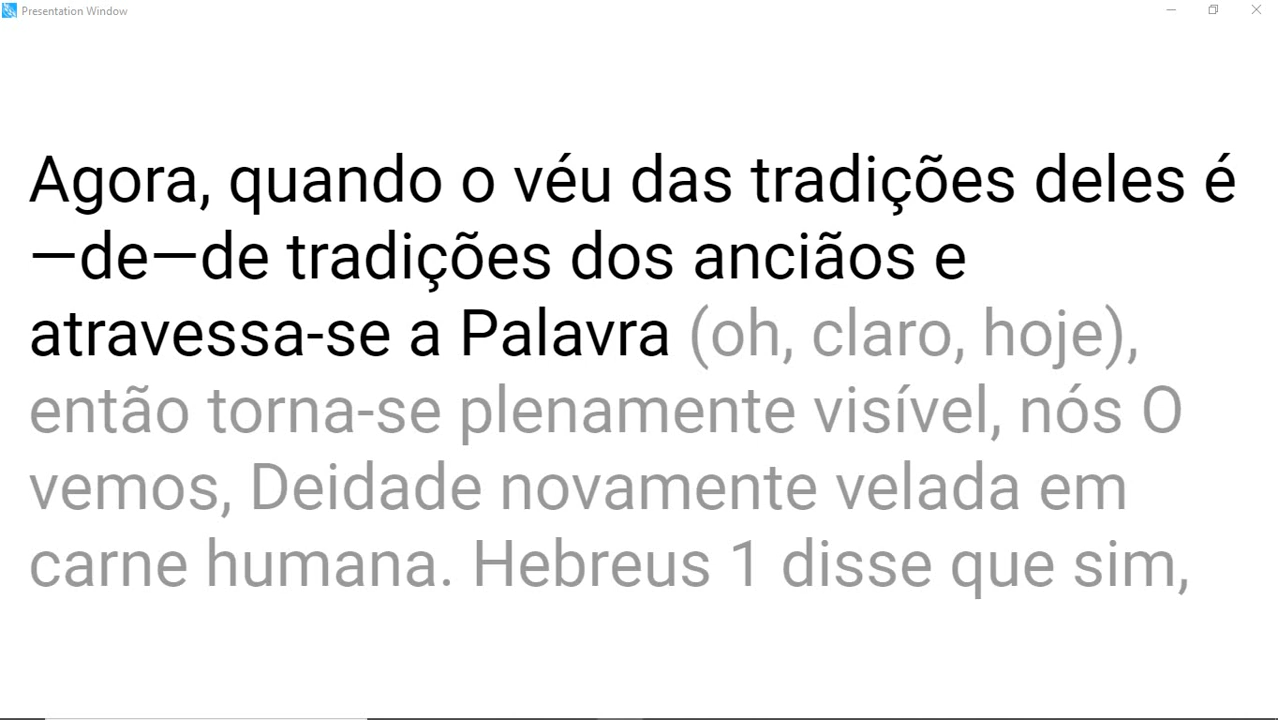 Presentation Window
Agora, quando o véu das tradições deles é
—de—de tradições dos anciãos e
atravessa-se a Palavra (oh, claro, hoje),
então torna-se plenamente visível, nós O
vemos, Deidade novamente velada em
carne humana. Hebreus 1 disse que sim,